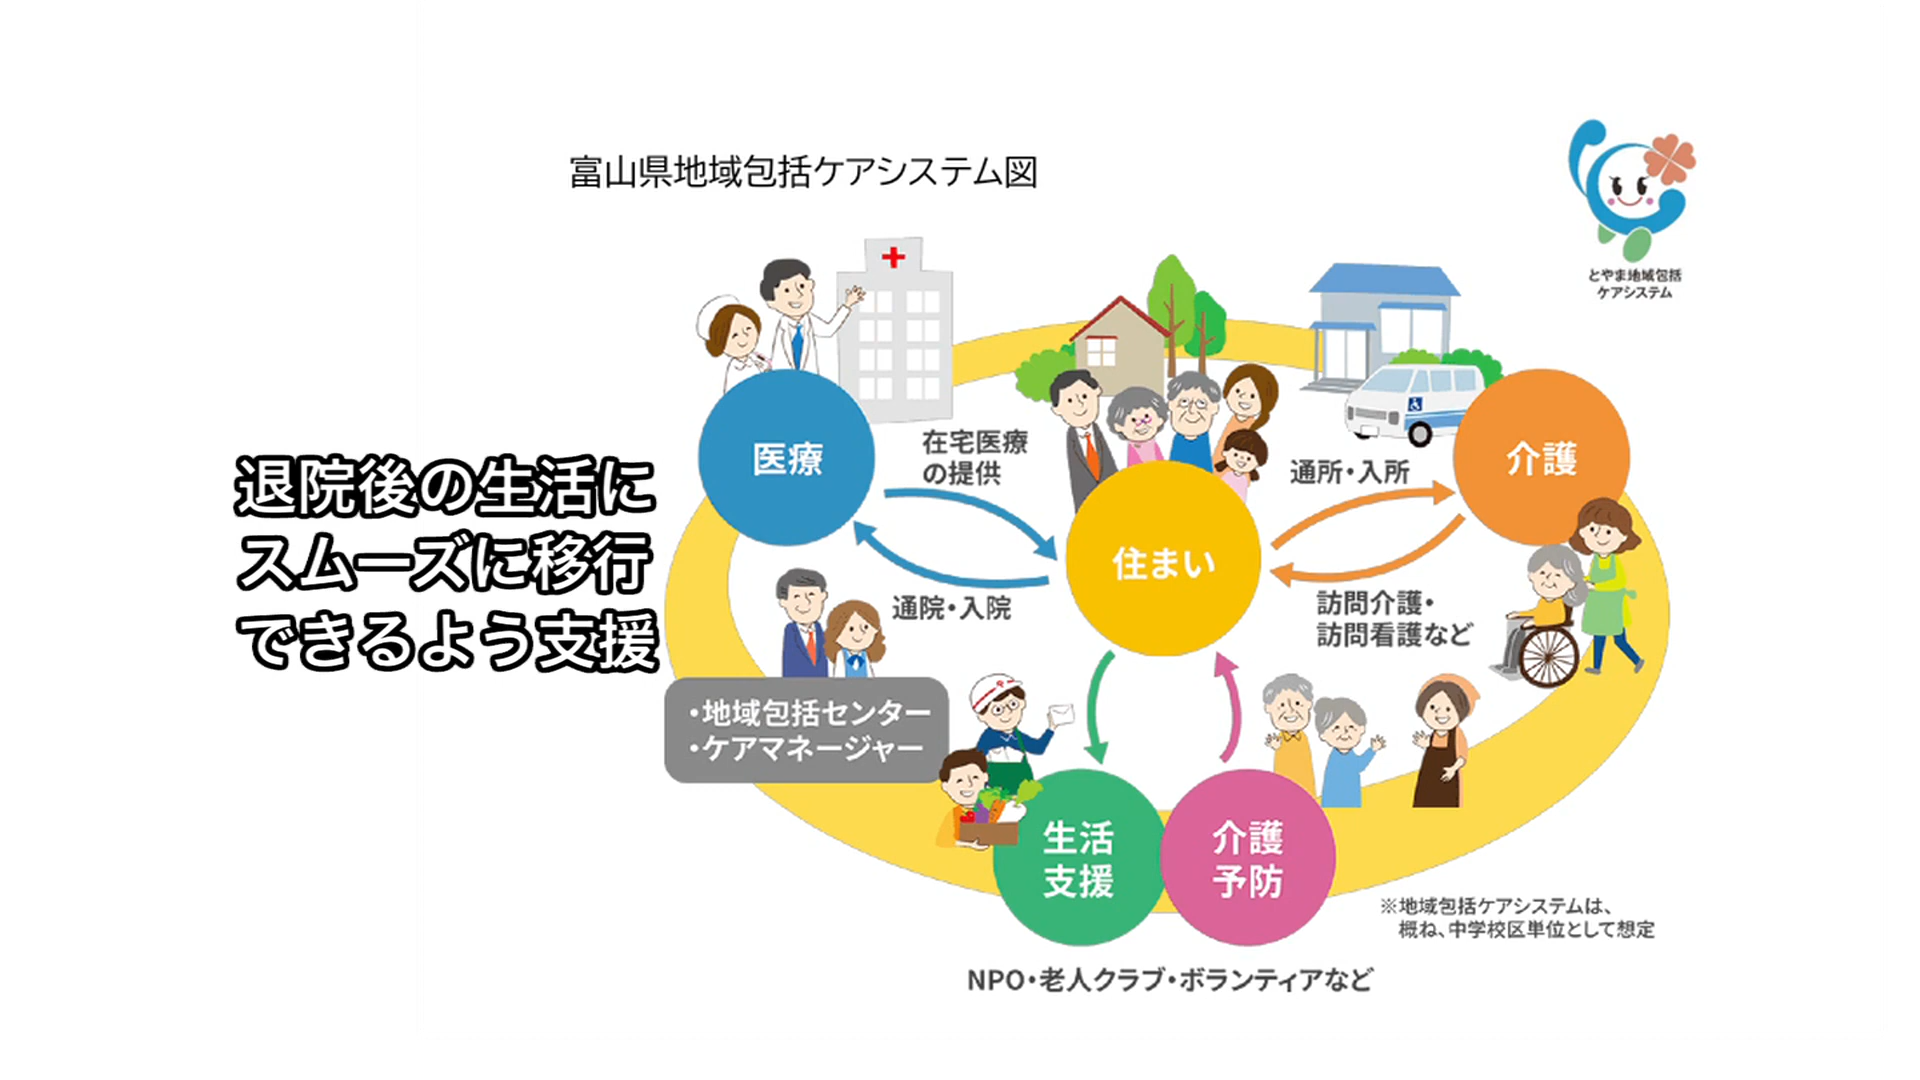 富山県地域包括ケアシステム図
とやま地域包括
ケアシステム
退院後の生活に
スムーズに移行
できるよう支援
医療
在宅医療
の提供
通院・入院
住まい
通所・入所
介護
訪問介護・
訪問看護など
・地域包括センター
・ケアマネージャー
生活
支援
介護
予防
※地域包括ケアシステムは、
概ね、中学校区単位として想定
NPO・老人クラブ・ボランティアなど